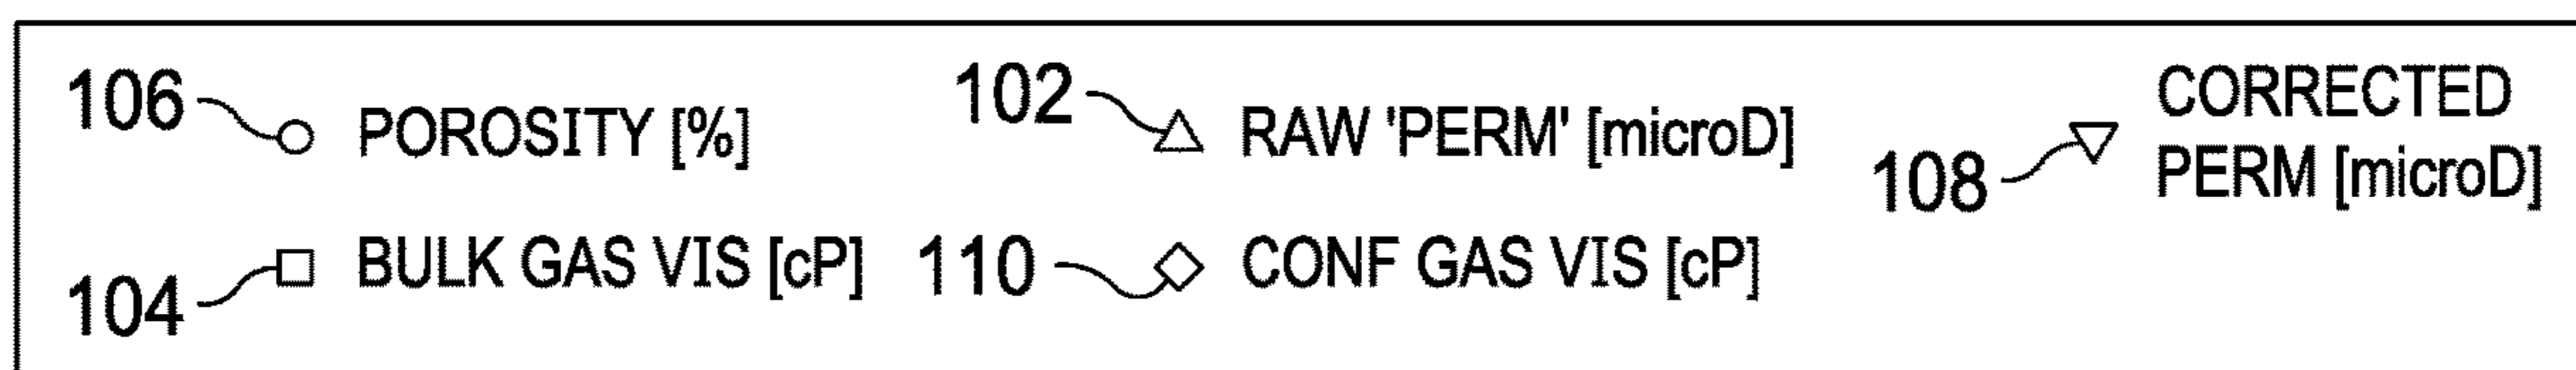 106 POROSITY [%] 102 RAW 'PERM' [microD] 108 CORRECTED
PERM [microD]
104 BULK GAS VIS [cP] 110 CONF GAS VIS [cP]